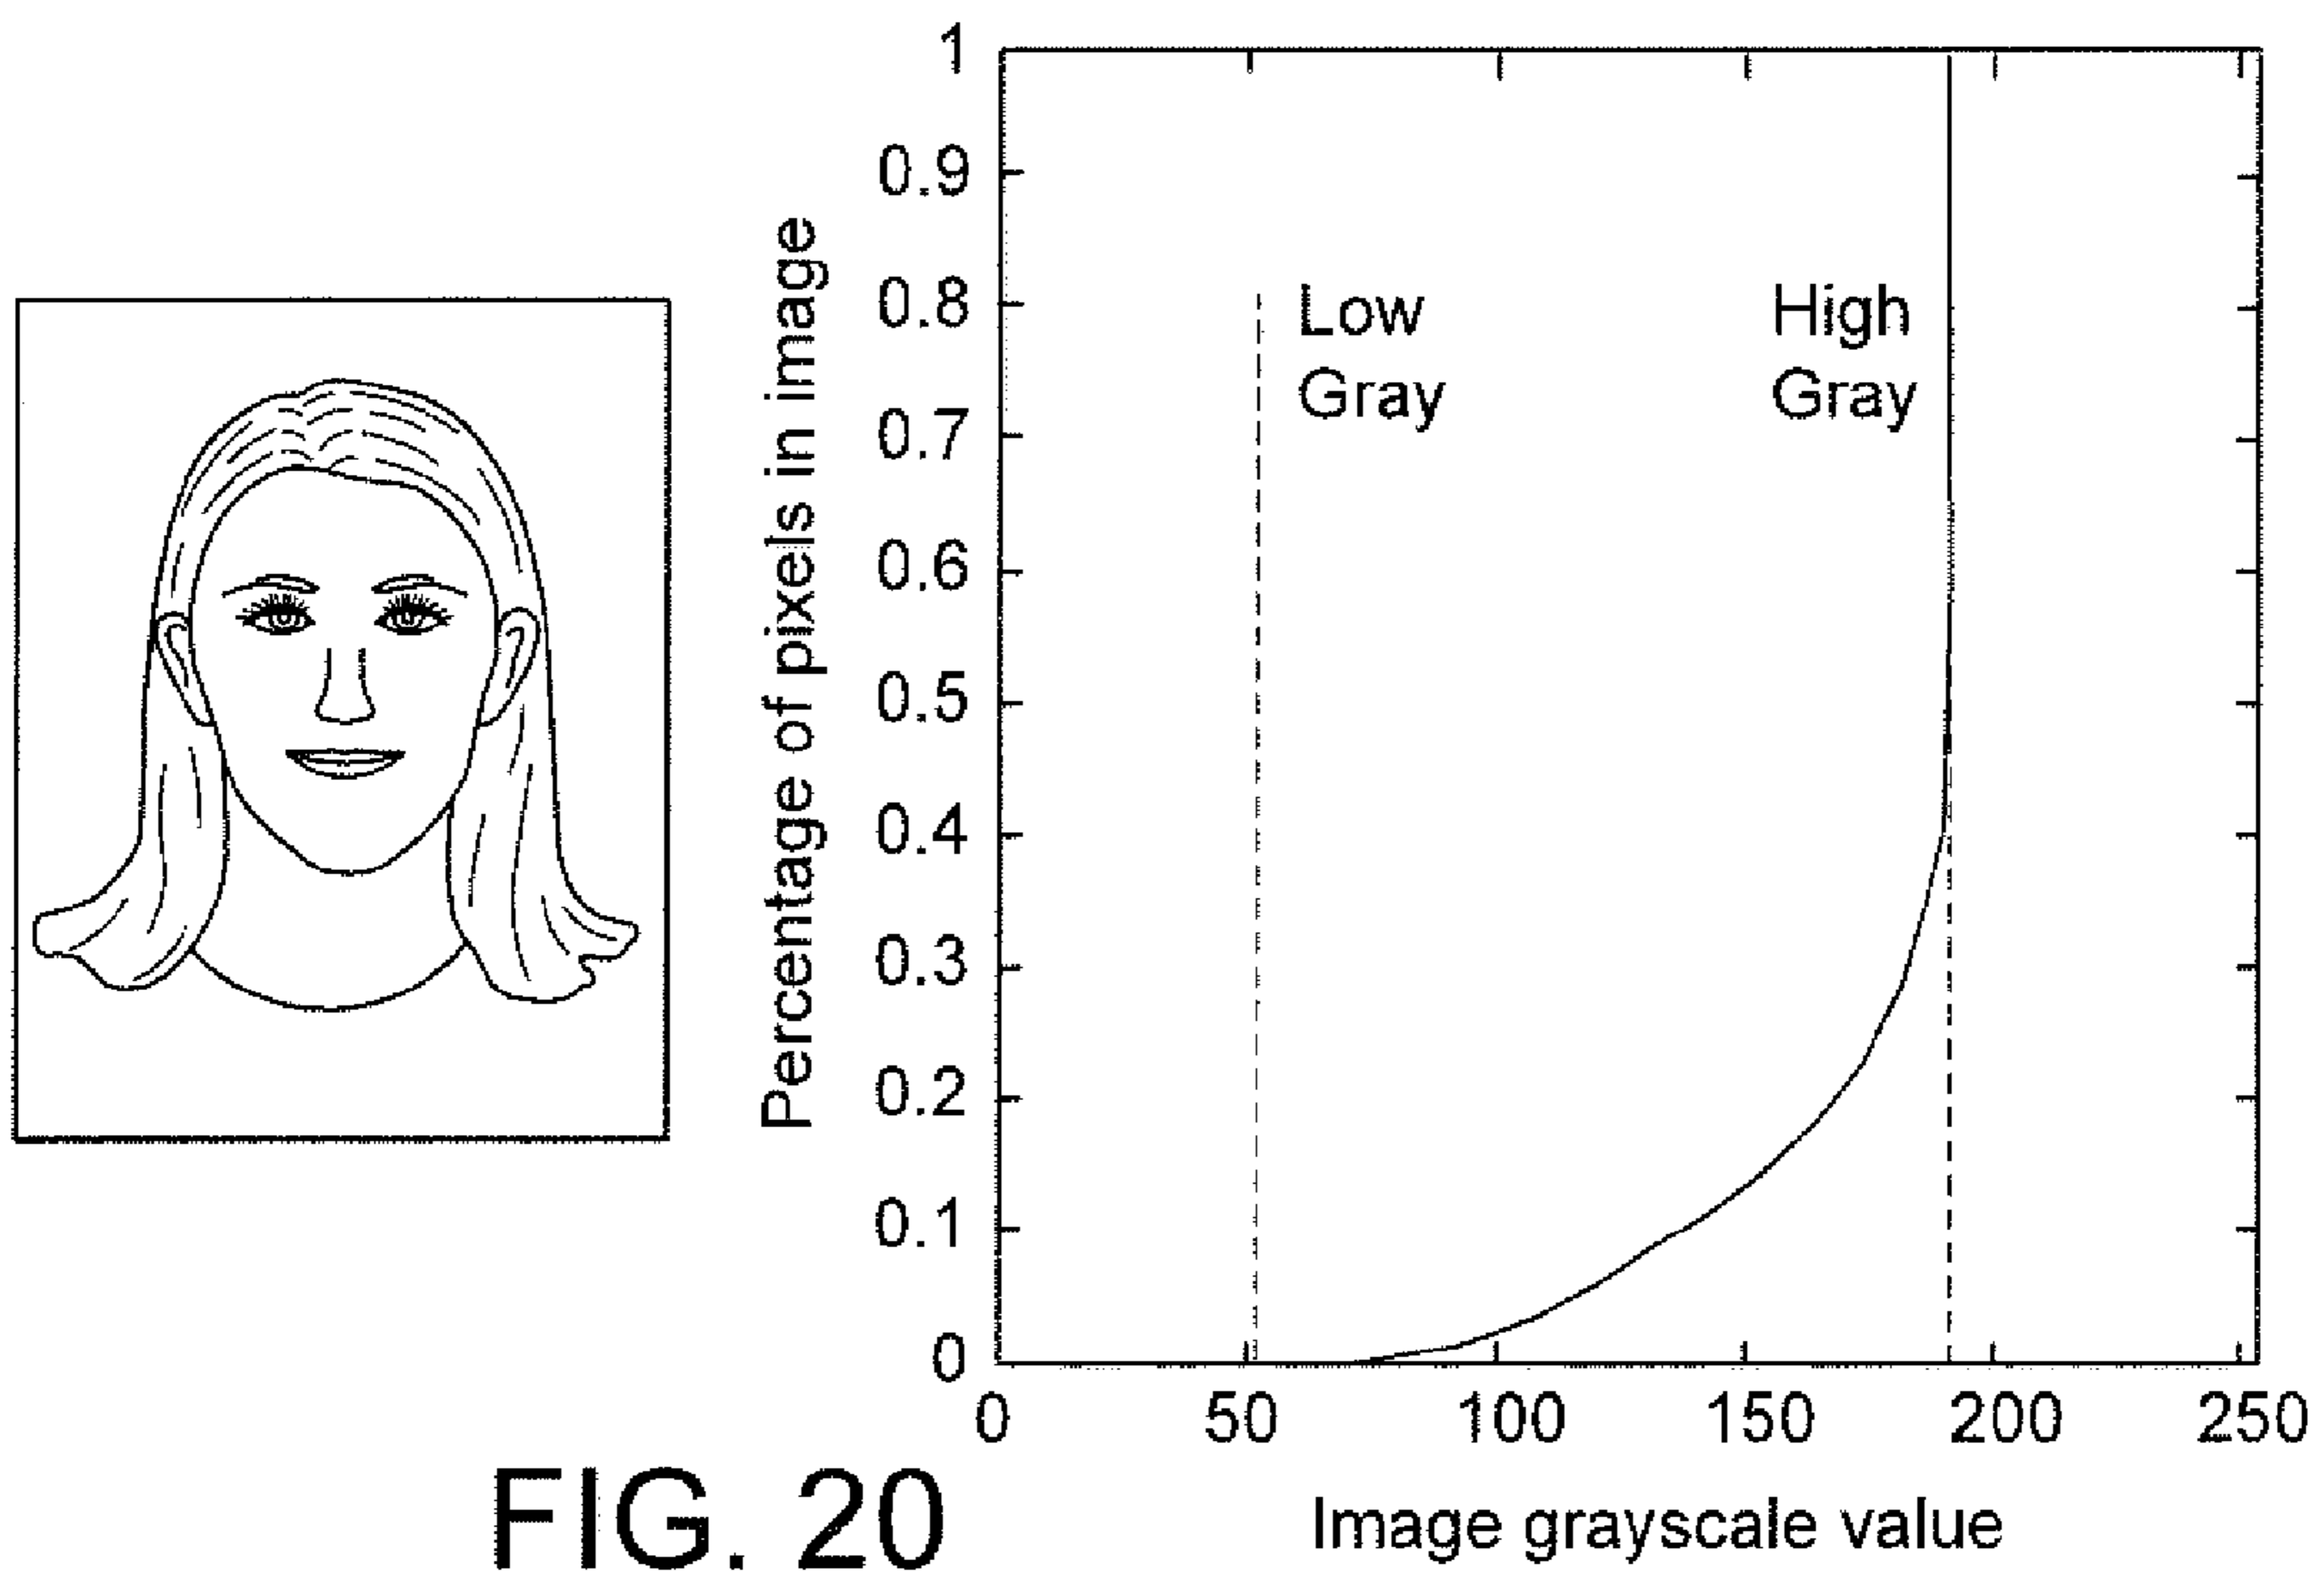 1
0.9
0.8
0.7
0.6
0.5
0.4
0.3
0.2
0.1
0
Percentage of pixels in image
Low
Gray
High
Gray
0 50 100 150 200 250
Image grayscale value
FIG. 20